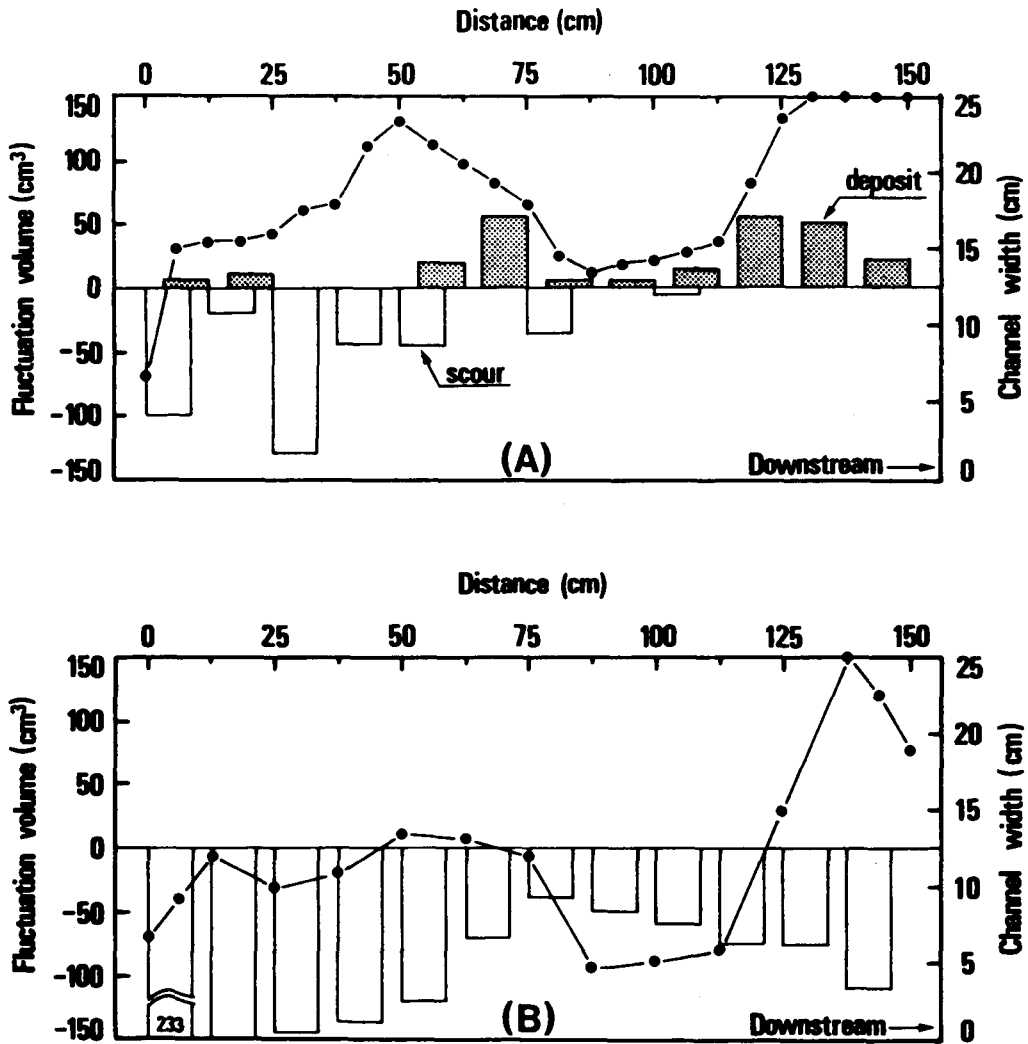 Distance (cm)
0 25 50 75 100 125 150
150
100
50
0
-50
-100
-150
Fluctuation volume (cm³)
25
20
15
10
5
0
Channel width (cm)
deposit
scour
(A)
Downstream
Distance (cm)
0 25 50 75 100 125 150
150
100
50
0
-50
-100
-150
Fluctuation volume (cm³)
25
20
15
10
5
0
Channel width (cm)
233
(B)
Downstream